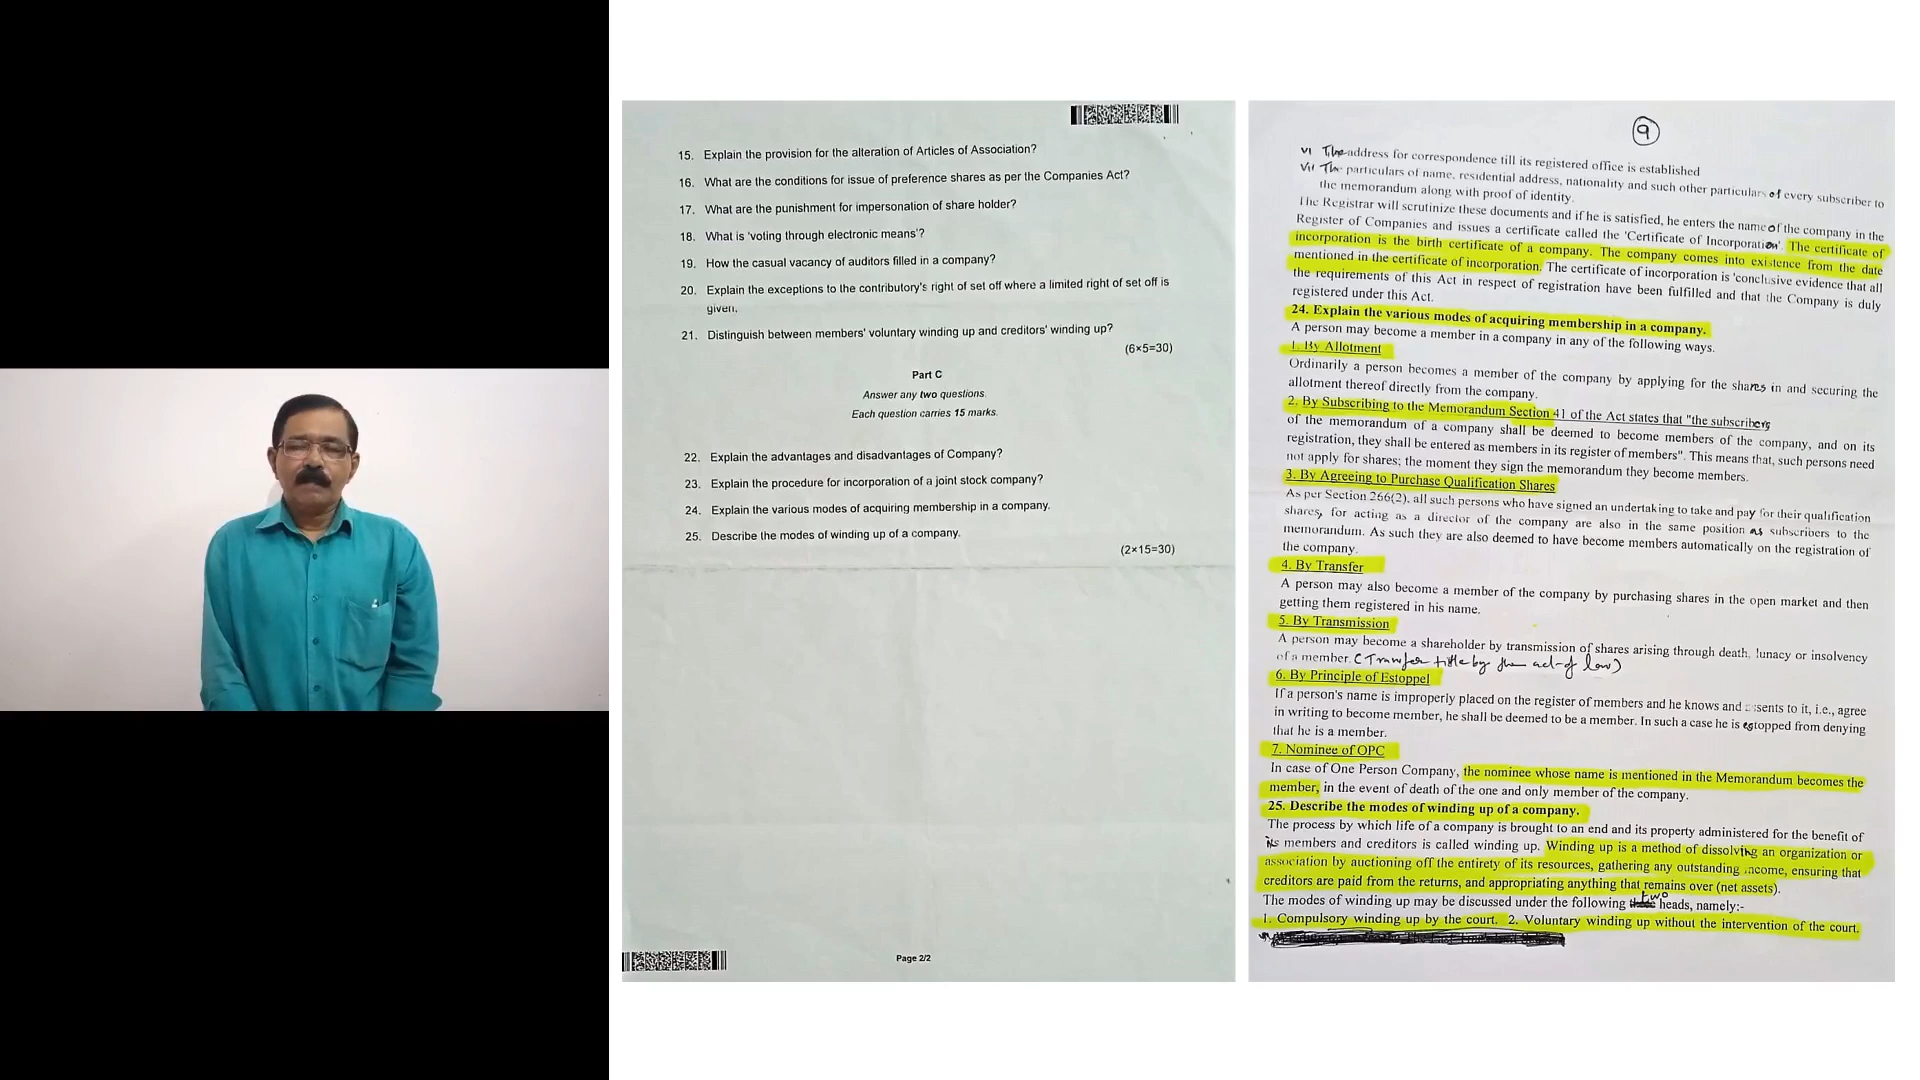 15. Explain the provision for the alteration of Articles of Association?
16. What are the conditions for issue of preference shares as per the Companies Act?
17. What are the punishment for impersonation of share holder?
18. What is 'voting through electronic means'?
19. How the casual vacancy of auditors filled in a company?
20. Explain the exceptions to the contributory's right of set off where a limited right of set off is
given.
21. Distinguish between members' voluntary winding up and creditors' winding up?
(6×5=30)
Part C
Answer any two questions.
Each question carries 15 marks.
22. Explain the advantages and disadvantages of Company?
23. Explain the procedure for incorporation of a joint stock company?
24. Explain the various modes of acquiring membership in a company.
25. Describe the modes of winding up of a company.
(2×15=30)
Page 2/2
9
VI The address for correspondence till its registered office is established
VII The particulars of name, residential address, nationality and such other particulars of every subscriber to
the memorandum along with proof of identity.
The Registrar will scrutinize these documents and if he is satisfied, he enters the name of the company in the
Register of Companies and issues a certificate called the 'Certificate of Incorporation'. The certificate of
incorporation is the birth certificate of a company. The company comes into existence from the date
mentioned in the certificate of incorporation. The certificate of incorporation is 'conclusive evidence that all
the requirements of this Act in respect of registration have been fulfilled and that the Company is duly
registered under this Act.
24. Explain the various modes of acquiring membership in a company.
A person may become a member in a company in any of the following ways.
1. By Allotment
Ordinarily a person becomes a member of the company by applying for the shares in and securing the
allotment thereof directly from the company.
2. By Subscribing to the Memorandum Section 41 of the Act states that "the subscribers
of the memorandum of a company shall be deemed to become members of the company, and on its
registration, they shall be entered as members in its register of members". This means that, such persons need
not apply for shares; the moment they sign the memorandum they become members.
3. By Agreeing to Purchase Qualification Shares
As per Section 266(2), all such persons who have signed an undertaking to take and pay for their qualification
shares, for acting as a director of the company are also in the same position as subscribers to the
memorandum. As such they are also deemed to have become members automatically on the registration of
the company.
4. By Transfer
A person may also become a member of the company by purchasing shares in the open market and then
getting them registered in his name.
5. By Transmission
A person may become a shareholder by transmission of shares arising through death, lunacy or insolvency
of a member. (Transfer title by the act of law)
6. By Principle of Estoppel
If a person's name is improperly placed on the register of members and he knows and assents to it, i.e., agree
in writing to become member, he shall be deemed to be a member. In such a case he is estopped from denying
that he is a member.
7. Nominee of OPC
In case of One Person Company, the nominee whose name is mentioned in the Memorandum becomes the
member, in the event of death of the one and only member of the company.
25. Describe the modes of winding up of a company.
The process by which life of a company is brought to an end and its property administered for the benefit of
its members and creditors is called winding up. Winding up is a method of dissolving an organization or
association by auctioning off the entirety of its resources, gathering any outstanding income, ensuring that
creditors are paid from the returns, and appropriating anything that remains over (net assets).
The modes of winding up may be discussed under the following two heads, namely:-
1. Compulsory winding up by the court. 2. Voluntary winding up without the intervention of the court.